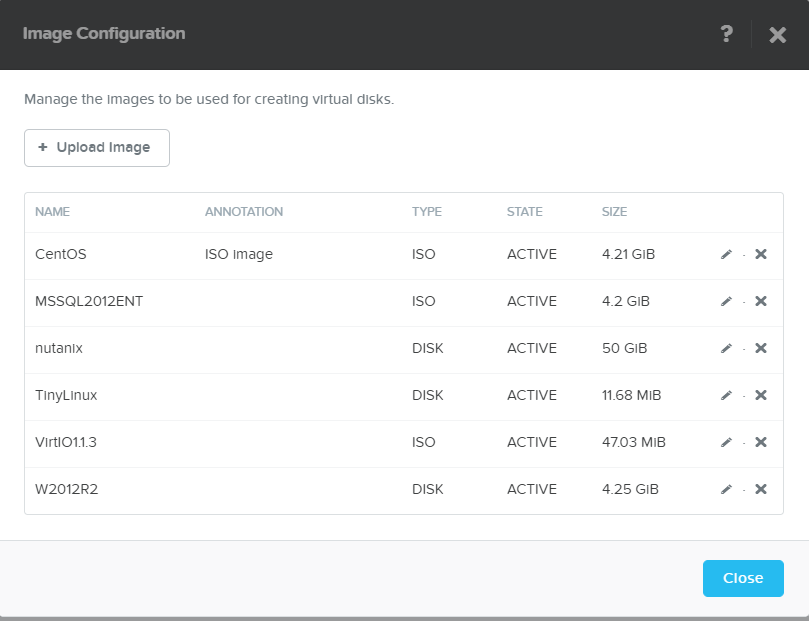 Image Configuration ? ×
Manage the images to be used for creating virtual disks.
+ Upload Image
NAME ANNOTATION TYPE STATE SIZE
CentOS ISO image ISO ACTIVE 4.21 GiB
MSSQL2012ENT ISO ACTIVE 4.2 GiB
nutanix DISK ACTIVE 50 GiB
TinyLinux DISK ACTIVE 11.68 MiB
VirtIO1.1.3 ISO ACTIVE 47.03 MiB
W2012R2 DISK ACTIVE 4.25 GiB
Close